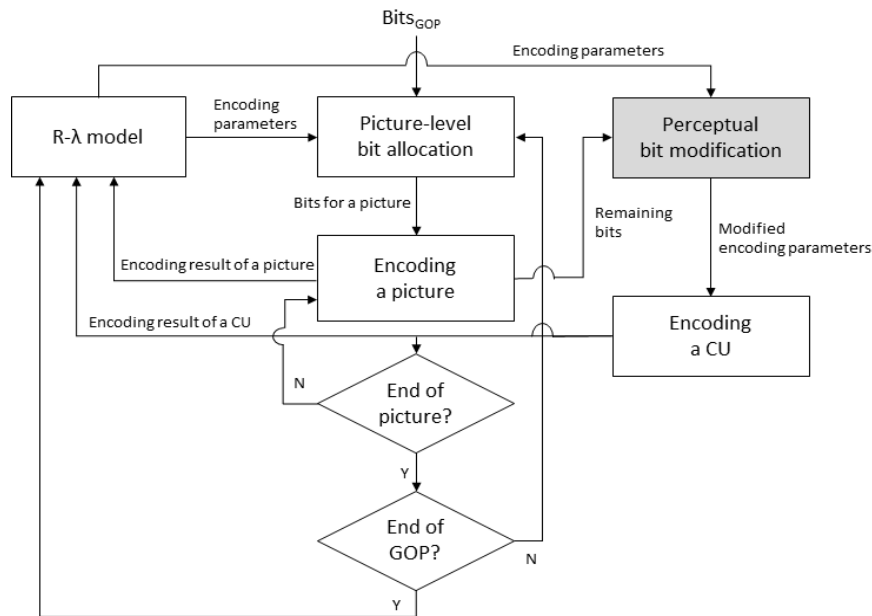 Bits_GOP
Encoding parameters
R-λ model
Encoding
parameters
Picture-level
bit allocation
Perceptual
bit modification
Bits for a picture
Remaining
bits
Modified
encoding parameters
Encoding result of a picture
Encoding
a picture
Encoding result of a CU
Encoding
a CU
N
End of
picture?
Y
End of
GOP?
N
Y